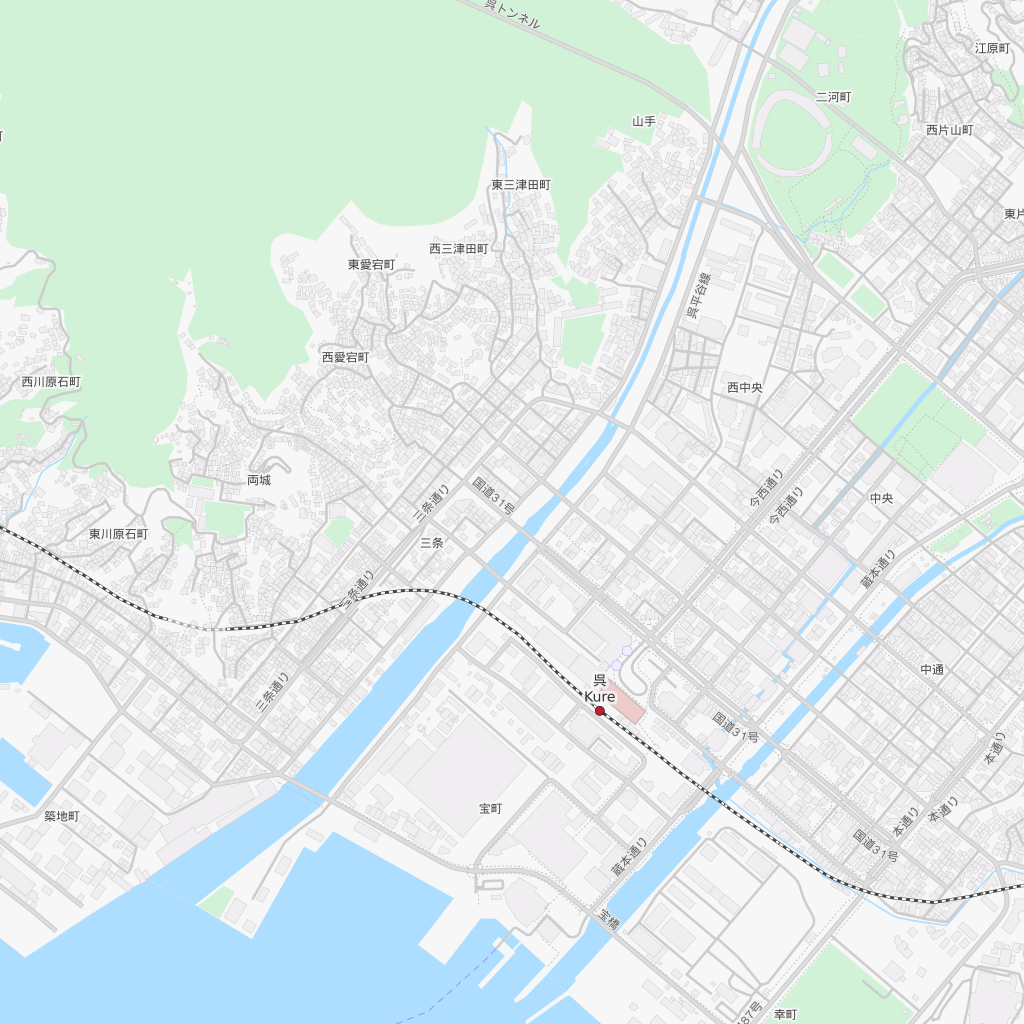 呉トンネル
江原町
二河町
山手
西片山町
東三津田町
東片
西三津田町
東愛宕町
呉平谷線
西愛宕町
西川原石町
西中央
両城
国道31号
三条通り
今西通り
今西通り
中央
東川原石町
三条
蔵本通り
三条通り
中通
呉
Kure
三条通り
国道31号
本通り
宝町
築地町
本通り
本通り
国道31号
蔵本通り
宝橋
487号
幸町